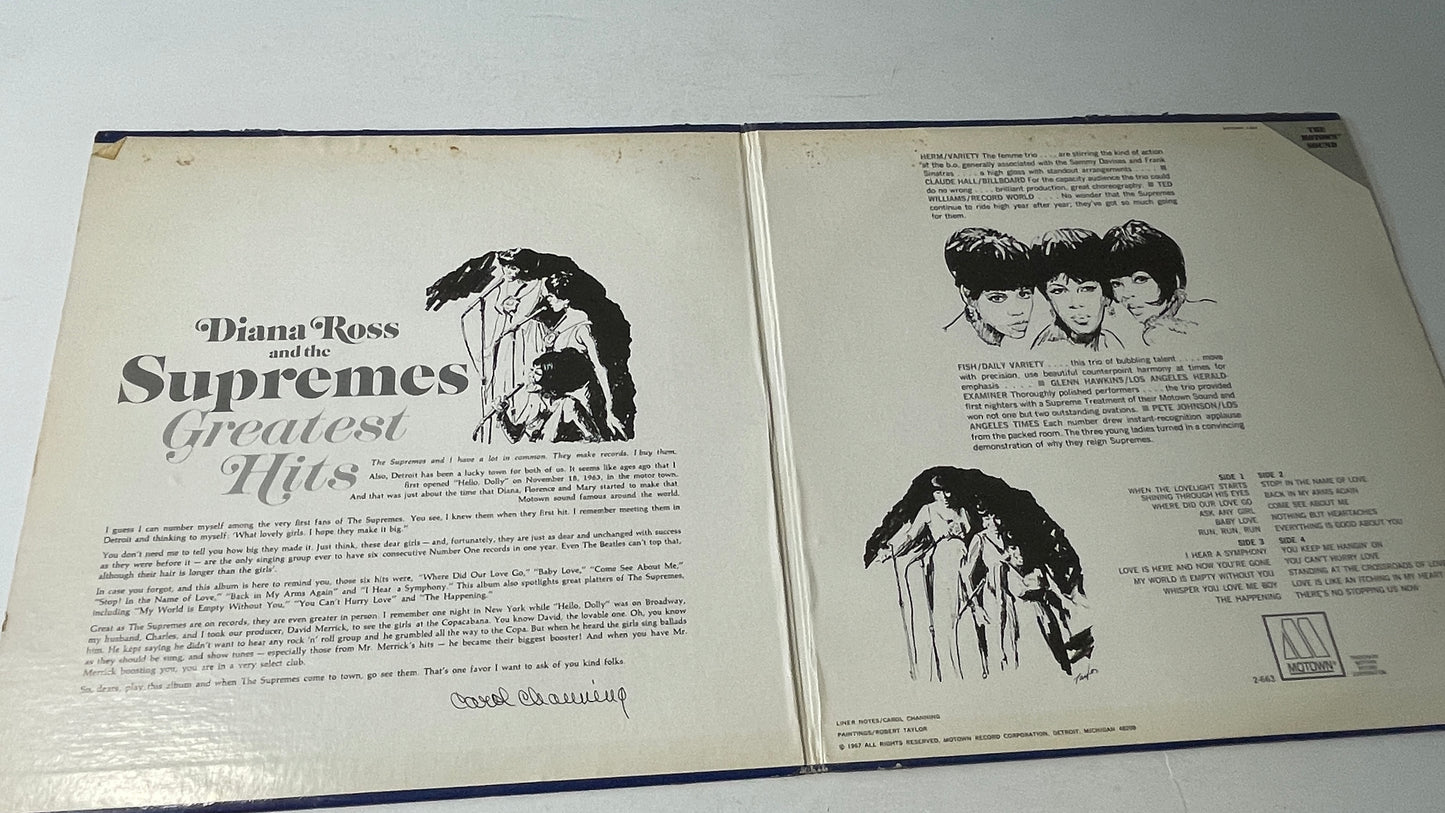 Diana Ross
and the
Supremes
Greatest
Hits
The Supremes and I have a lot in common. They make records. I buy them.
Also, Detroit has been a lucky town for both of us. It seems like ages ago that I
first opened "Hello, Dolly" on November 18, 1963, in the motor town.
And that was just about the time that Diana, Florence and Mary started to make that
Motown sound famous around the world.
I guess I can number myself among the very first fans of The Supremes. You see, I knew them when they first hit. I remember meeting them in
Detroit and thinking to myself: 'What lovely girls. I hope they make it big."
You don't need me to tell you how big they made it. Just think, these dear girls — and, fortunately, they are just as dear and unchanged with success
as they were before it — are the only singing group ever to have six consecutive Number One records in one year. Even The Beatles can't top that,
although their hair is longer than the girls'.
In case you forgot, and this album is here to remind you, those six hits were, "Where Did Our Love Go," "Baby Love," "Come See About Me,"
"Stop! In the Name of Love," "Back in My Arms Again" and "I Hear a Symphony." This album also spotlights great platters of The Supremes,
including "My World is Empty Without You," "You Can't Hurry Love" and "The Happening."
Great as The Supremes are on records, they are even greater in person. I remember one night in New York while "Hello, Dolly" was on Broadway,
my husband, Charles, and I took our producer, David Merrick, to see the girls at the Copacabana. You know David, the lovable one. Oh, you know
him. He kept saying he didn't want to hear any rock 'n' roll group and he grumbled all the way to the Copa. But when he heard the girls sing ballads
as they should be sung, and show tunes — especially those from Mr. Merrick's hits — he became their biggest booster! And when you have Mr.
Merrick boosting you, you are in a very select club.
So, dears, play this album and when The Supremes come to town, go see them. That's one favor I want to ask of you kind folks.
Carol Channing
THE
MOTOWN
SOUND
HERM/VARIETY The femme trio . . . . are stirring the kind of action
at the b.o. generally associated with the Sammy Davises and Frank
Sinatras . . . . a high gloss with standout arrangements . . . . ■
CLAUDE HALL/BILLBOARD For the capacity audience the trio could
do no wrong . . . . brilliant production, great choreography. ■ TED
WILLIAMS/RECORD WORLD . . . . No wonder that the Supremes
continue to ride high year after year; they've got so much going
for them.
FISH/DAILY VARIETY . . . . this trio of bubbling talent . . . . move
with precision, use beautiful counterpoint harmony at times for
emphasis . . . . . ■ GLENN HAWKINS/LOS ANGELES HERALD-
EXAMINER Thoroughly polished performers . . . . the trio provided
first nighters with a Supreme Treatment of their Motown Sound and
won not one but two outstanding ovations. ■ PETE JOHNSON/LOS
ANGELES TIMES Each number drew instant-recognition applause
from the packed room. The three young ladies turned in a convincing
demonstration of why they reign Supremes.
SIDE 1
WHEN THE LOVELIGHT STARTS
SHINING THROUGH HIS EYES
WHERE DID OUR LOVE GO
ASK ANY GIRL
BABY LOVE
RUN, RUN, RUN
SIDE 2
STOP! IN THE NAME OF LOVE
BACK IN MY ARMS AGAIN
COME SEE ABOUT ME
NOTHING BUT HEARTACHES
EVERYTHING IS GOOD ABOUT YOU
SIDE 3
I HEAR A SYMPHONY
LOVE IS HERE AND NOW YOU'RE GONE
MY WORLD IS EMPTY WITHOUT YOU
WHISPER YOU LOVE ME BOY
THE HAPPENING
SIDE 4
YOU KEEP ME HANGIN' ON
YOU CAN'T HURRY LOVE
STANDING AT THE CROSSROADS OF LOVE
LOVE IS LIKE AN ITCHING IN MY HEART
THERE'S NO STOPPING US NOW
M
MOTOWN
2-663
TRADEMARK
MOTOWN
RECORD
CORPORATION
Taylor
LINER NOTES/CAROL CHANNING
PAINTINGS/ROBERT TAYLOR
© 1967 ALL RIGHTS RESERVED, MOTOWN RECORD CORPORATION, DETROIT, MICHIGAN 48208